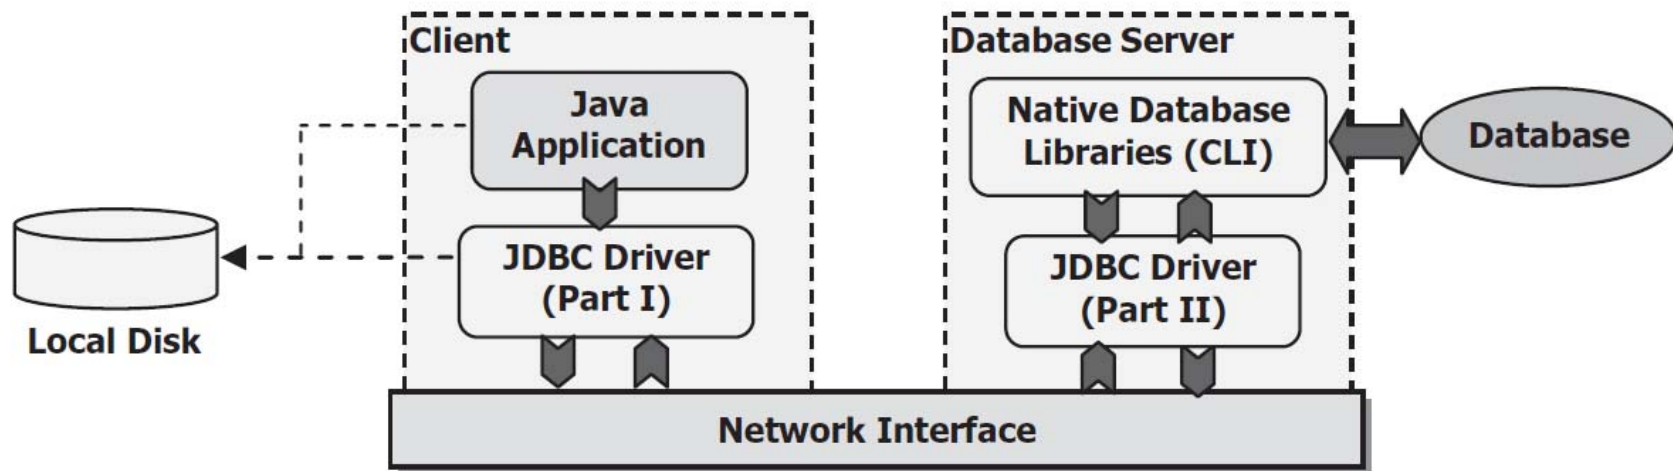 Client
Java
Application
JDBC Driver
(Part I)
Local Disk
Database Server
Native Database
Libraries (CLI)
JDBC Driver
(Part II)
Database
Network Interface